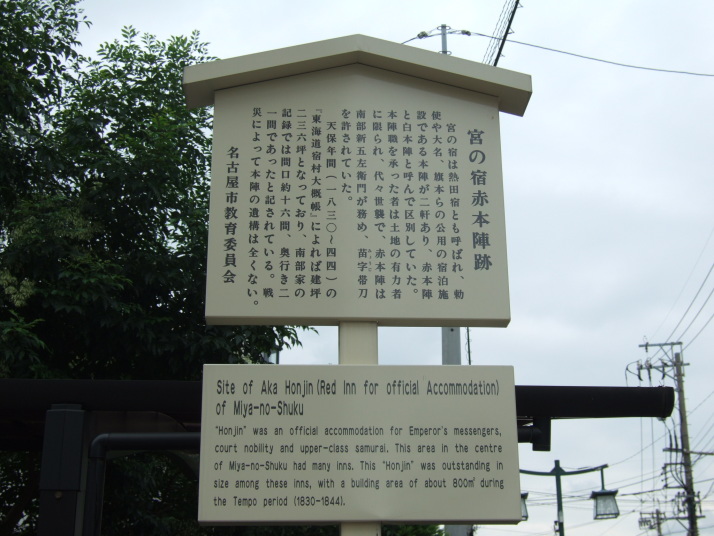 宮の宿赤本陣跡
宮の宿は熱田宿とも呼ばれ、勅
使や大名、旗本らの公用の宿泊施
設である本陣が二軒あり、赤本陣
と白本陣と呼んで区別していた。
本陣職を承った者は土地の有力者
に限られ、代々世襲で、赤本陣は
南部新五左衛門が務め、苗字帯刀
を許されていた。
天保年間（一八三〇～四四）の
『東海道宿村大概帳』によれば建坪
二三六坪となっており、南部家の
記録では間口約十六間、奥行き二
一間であったと記されている。戦
災によって本陣の遺構は全くない。
名古屋市教育委員会
Site of Aka Honjin (Red Inn for official Accommodation)
of Miya-no-Shuku
"Honjin" was an official accommodation for Emperor's messengers,
court nobility and upper-class samurai. This area in the centre
of Miya-no-Shuku had many inns. This "Honjin" was outstanding in
size among these inns, with a building area of about 800㎡ during
the Tempo period (1830-1844).